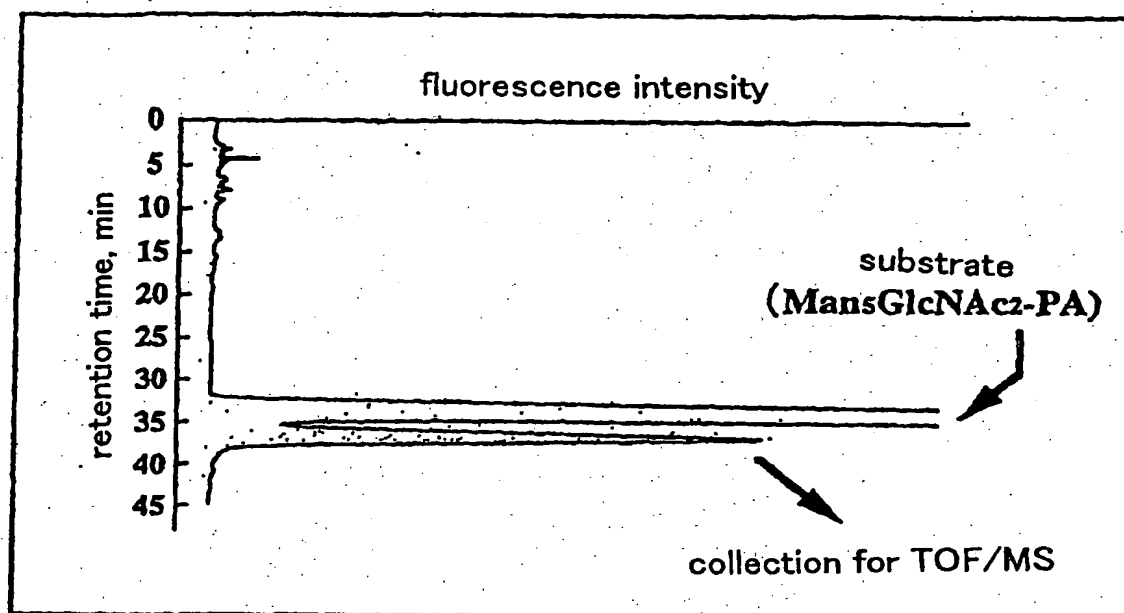 fluorescence intensity
retention time, min
0
5
10
15
20
25
30
35
40
45
substrate
(Man5GlcNAc2-PA)
collection for TOF/MS